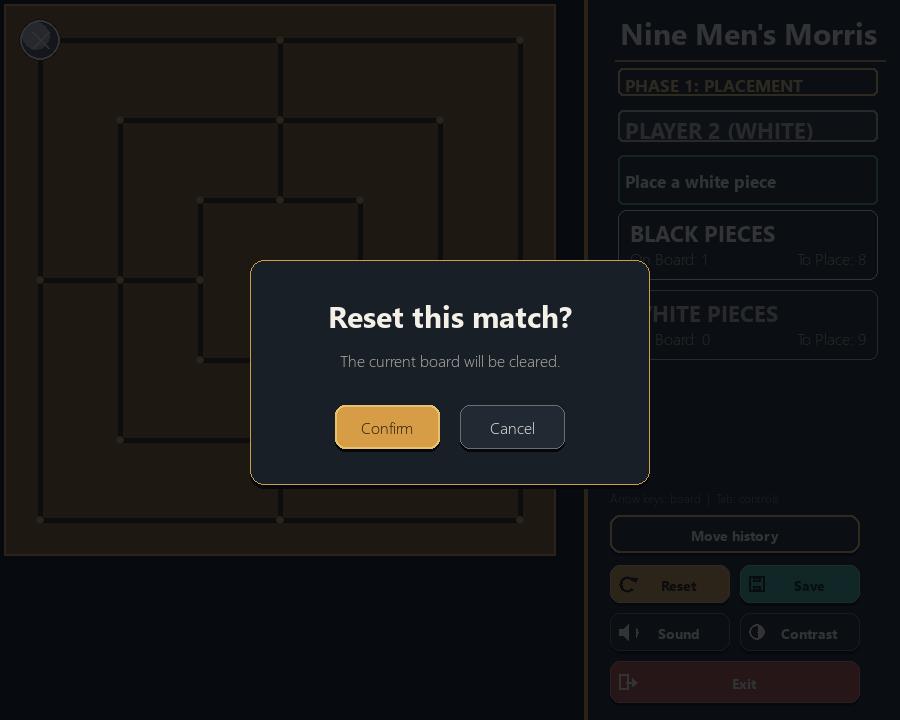 Nine Men's Morris
PHASE 1: PLACEMENT
PLAYER 2 (WHITE)
Place a white piece
BLACK PIECES
On Board: 1 To Place: 8
WHITE PIECES
Board: 0 To Place: 9
Reset this match?
The current board will be cleared.
Confirm Cancel
Arrow keys: board | Tab: controls
Move history
Reset Save
Sound Contrast
Exit